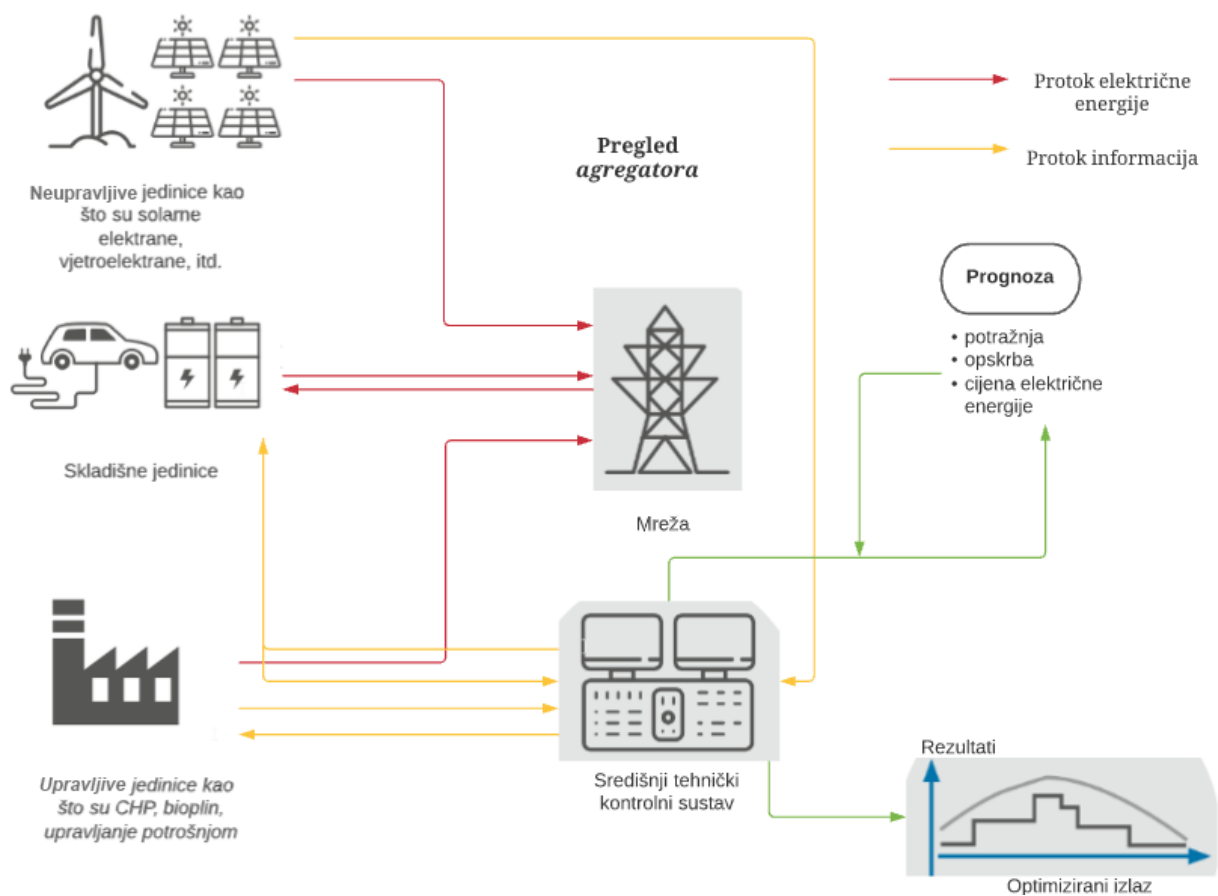 Neupravljive jedinice kao
što su solarne
elektrane,
vjetroelektrane, itd.
Skladišne jedinice
Upravljive jedinice kao
što su CHP, bioplin,
upravljanje potrošnjom
Pregled
agregatora
Mreža
Središnji tehnički
kontrolni sustav
Protok električne
energije
Protok informacija
Prognoza
• potražnja
• opskrba
• cijena električne
energije
Rezultati
Optimizirani izlaz